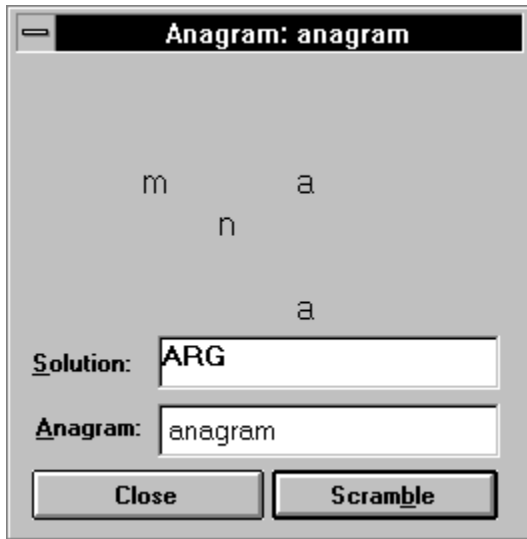 Anagram: anagram
m a
n
a
Solution: ARG
Anagram: anagram
Close Scramble